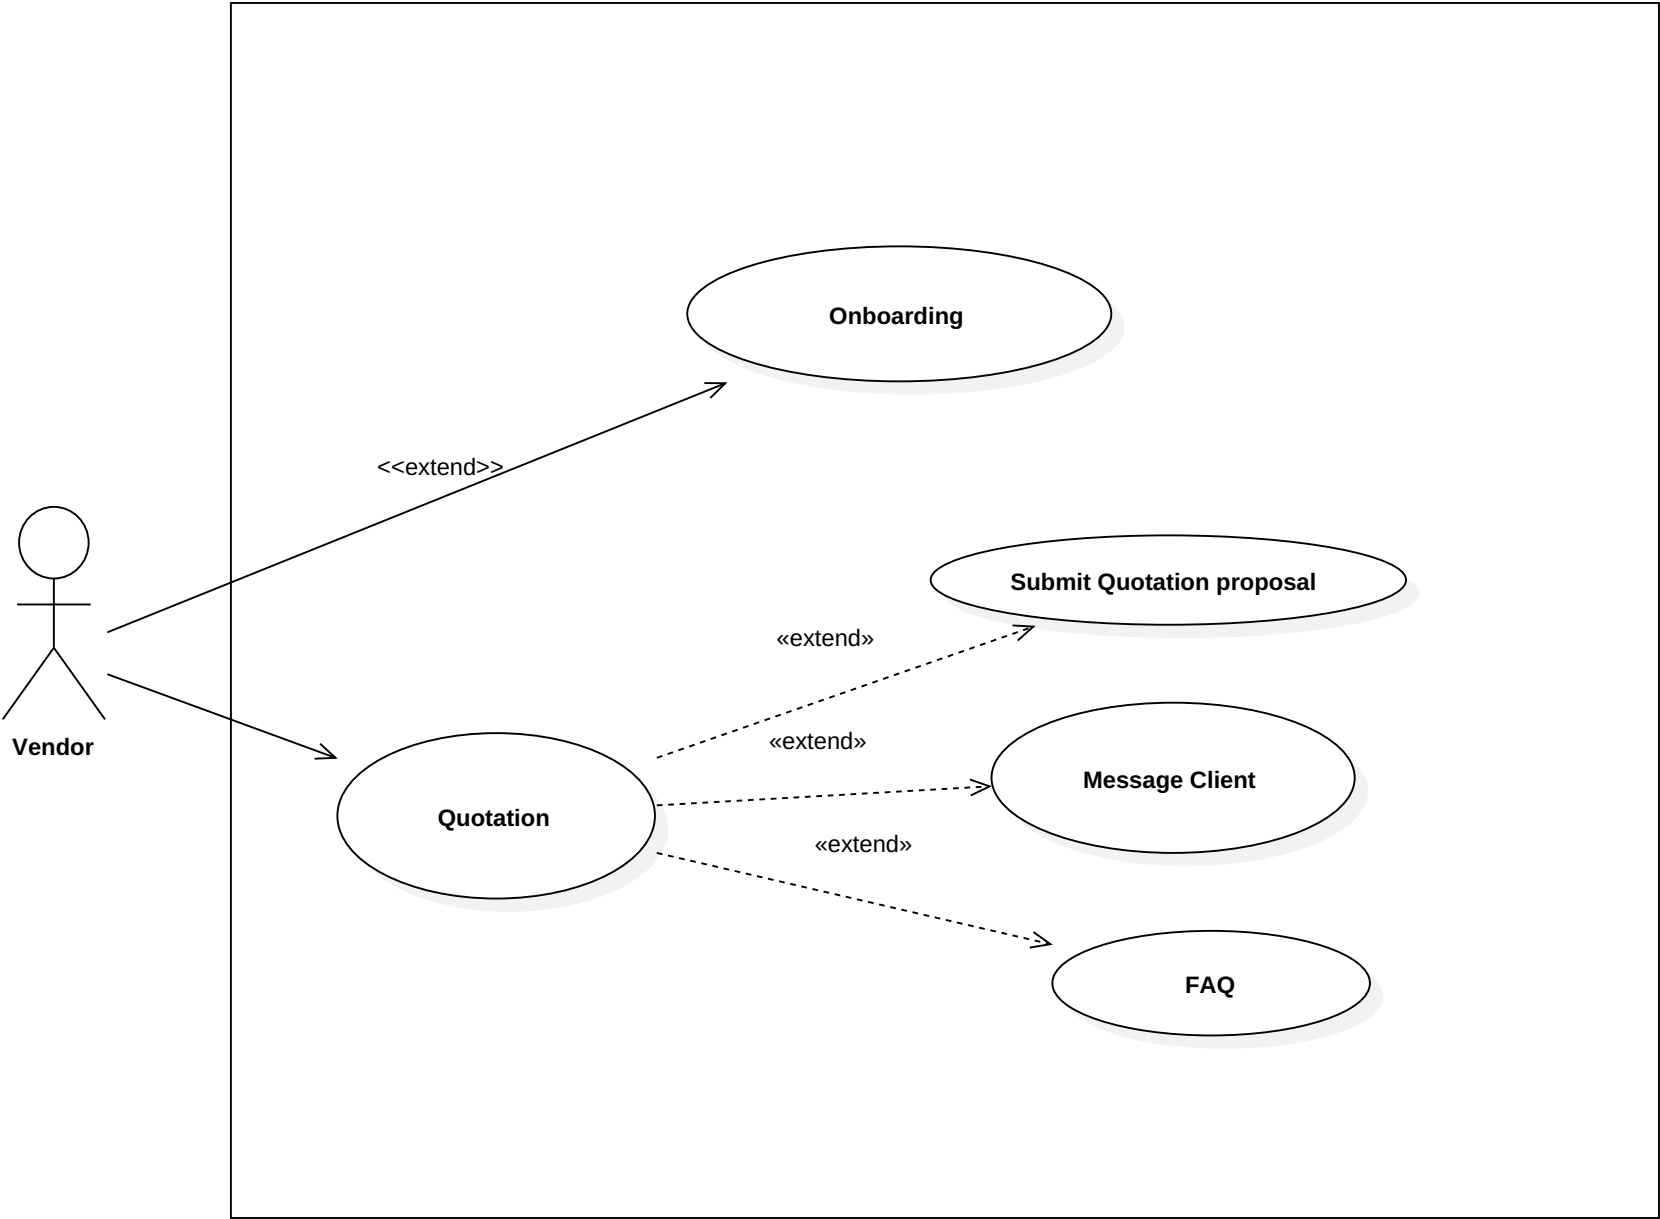 Onboarding
<<extend>>
Submit Quotation proposal
«extend»
Vendor
«extend»
Message Client
Quotation
«extend»
FAQ